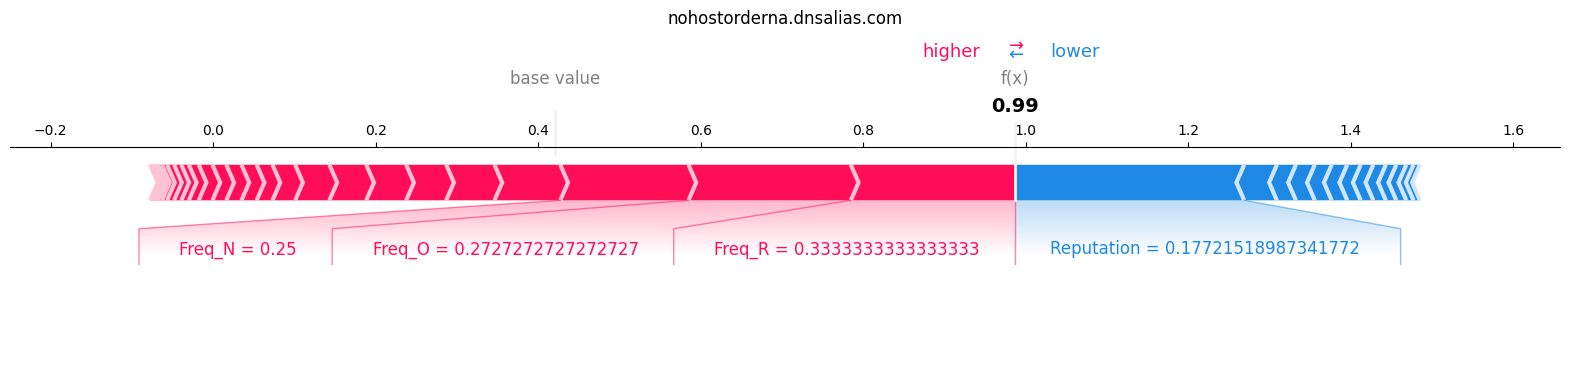 nohostorderna.dnsalias.com
higher ⇄ lower
base value f(x)
0.99
−0.2 0.0 0.2 0.4 0.6 0.8 1.0 1.2 1.4 1.6
Freq_N = 0.25 Freq_O = 0.2727272727272727 Freq_R = 0.3333333333333333 Reputation = 0.17721518987341772